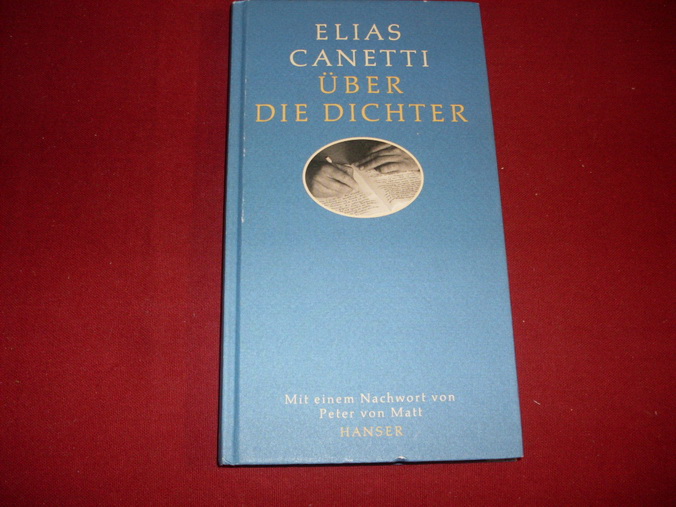 ELIAS
CANETTI
ÜBER
DIE DICHTER
Mit einem Nachwort von
Peter von Matt
HANSER